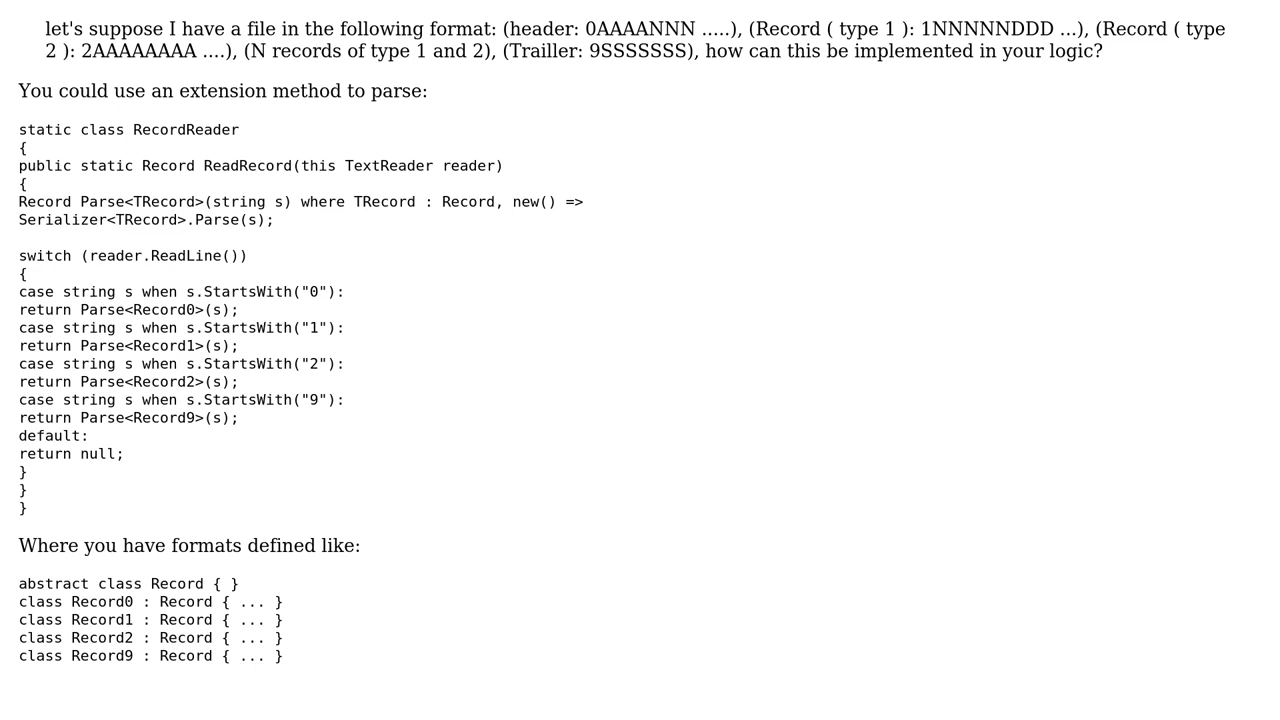 let's suppose I have a file in the following format: (header: 0AAAANNN .....), (Record ( type 1 ): 1NNNNNDDD ...), (Record ( type
2 ): 2AAAAAAAA ....), (N records of type 1 and 2), (Trailler: 9SSSSSSS), how can this be implemented in your logic?
You could use an extension method to parse:
static class RecordReader
{
public static Record ReadRecord(this TextReader reader)
{
Record Parse<TRecord>(string s) where TRecord : Record, new() =>
Serializer<TRecord>.Parse(s);
switch (reader.ReadLine())
{
case string s when s.StartsWith("0"):
return Parse<Record0>(s);
case string s when s.StartsWith("1"):
return Parse<Record1>(s);
case string s when s.StartsWith("2"):
return Parse<Record2>(s);
case string s when s.StartsWith("9"):
return Parse<Record9>(s);
default:
return null;
}
}
}
Where you have formats defined like:
abstract class Record { }
class Record0 : Record { ... }
class Record1 : Record { ... }
class Record2 : Record { ... }
class Record9 : Record { ... }